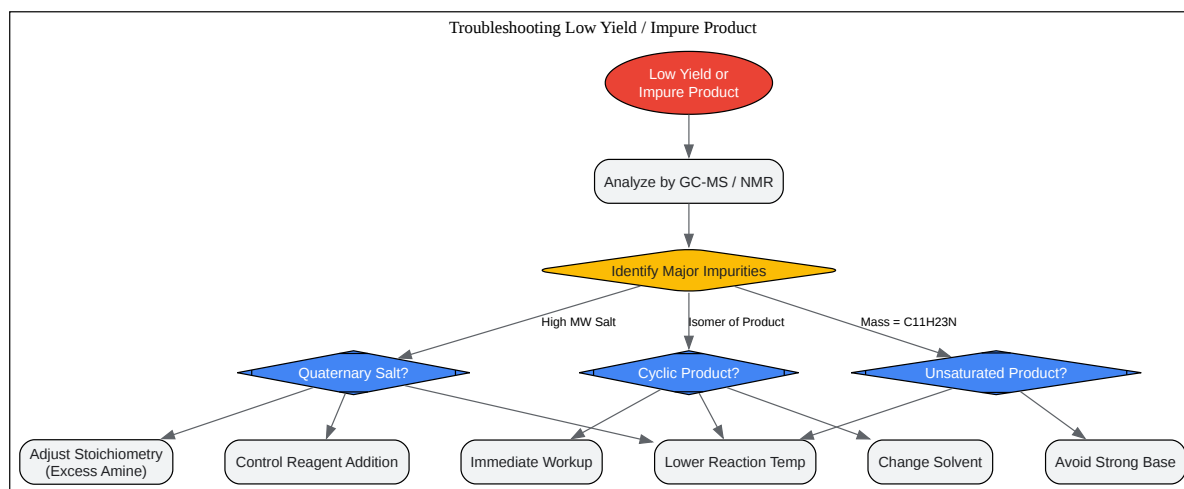 Troubleshooting Low Yield / Impure Product
Low Yield or
Impure Product
Analyze by GC-MS / NMR
Identify Major Impurities
High MW Salt
Isomer of Product
Mass = C11H23N
Quaternary Salt?
Cyclic Product?
Unsaturated Product?
Adjust Stoichiometry
(Excess Amine)
Control Reagent Addition
Immediate Workup
Lower Reaction Temp
Change Solvent
Avoid Strong Base